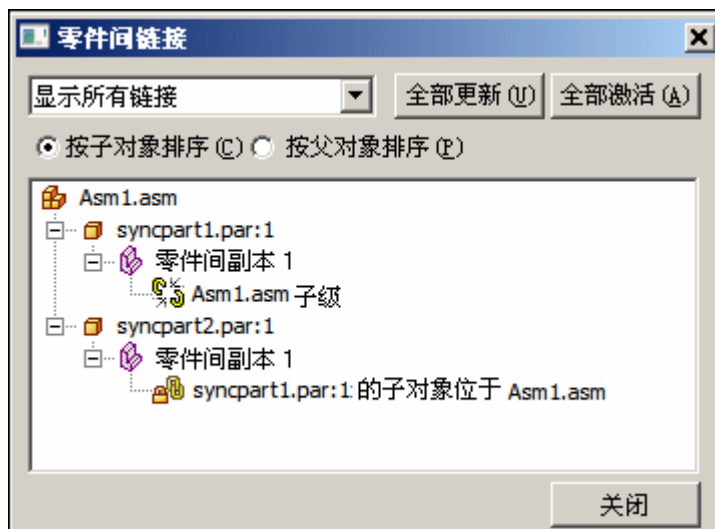 零件间链接
显示所有链接 全部更新(U) 全部激活(A)
按子对象排序(C) 按父对象排序(P)
Asm1.asm
syncpart1.par:1
零件间副本 1
Asm1.asm 子级
syncpart2.par:1
零件间副本 1
syncpart1.par:1: 的子对象位于 Asm1.asm
关闭